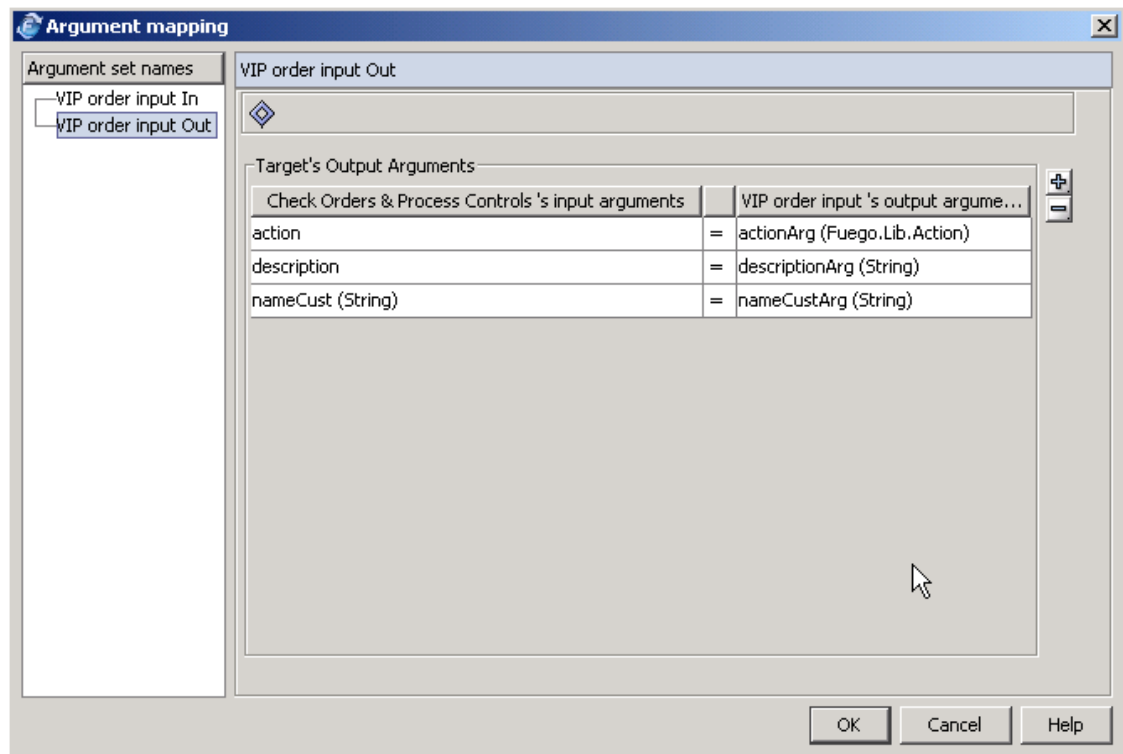 Argument mapping
Argument set names
VIP order input In
VIP order input Out
VIP order input Out
Target's Output Arguments
Check Orders & Process Controls 's input arguments VIP order input 's output argume...
action = actionArg (Fuego.Lib.Action)
description = descriptionArg (String)
nameCust (String) = nameCustArg (String)
OK Cancel Help